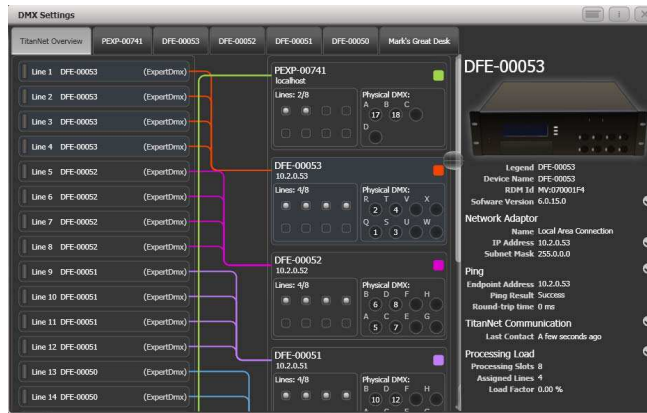 DMX Settings
TitanNet Overview PEXP-00741 DFE-00053 DFE-00052 DFE-00051 DFE-00050 Mark's Great Desk
Line 1 DFE-00053 (ExpertDmx)
Line 2 DFE-00053 (ExpertDmx)
Line 3 DFE-00053 (ExpertDmx)
Line 4 DFE-00053 (ExpertDmx)
Line 5 DFE-00052 (ExpertDmx)
Line 6 DFE-00052 (ExpertDmx)
Line 7 DFE-00052 (ExpertDmx)
Line 8 DFE-00052 (ExpertDmx)
Line 9 DFE-00051 (ExpertDmx)
Line 10 DFE-00051 (ExpertDmx)
Line 11 DFE-00051 (ExpertDmx)
Line 12 DFE-00051 (ExpertDmx)
Line 13 DFE-00050 (ExpertDmx)
Line 14 DFE-00050 (ExpertDmx)
PEXP-00741
localhost
Lines: 2/8 Physical DMX:
A B C
17 18
D
DFE-00053
10.2.0.53
Lines: 4/8 Physical DMX:
R T V X
2 4
Q S U W
1 3
DFE-00052
10.2.0.52
Lines: 4/8 Physical DMX:
B D F H
6 8
A C E G
5 7
DFE-00051
10.2.0.51
Lines: 4/8 Physical DMX:
B D F H
10 12
A C E G
DFE-00053
Legend DFE-00053
Device Name DFE-00053
RDM Id MV:070001F4
Sofware Version 6.0.15.0
Network Adaptor
Name Local Area Connection
IP Address 10.2.0.53
Subnet Mask 255.0.0.0
Ping
Endpoint Address 10.2.0.53
Ping Result Success
Round-trip time 0 ms
TitanNet Communication
Last Contact A few seconds ago
Processing Load
Processing Slots 8
Assigned Lines 4
Load Factor 0.00 %